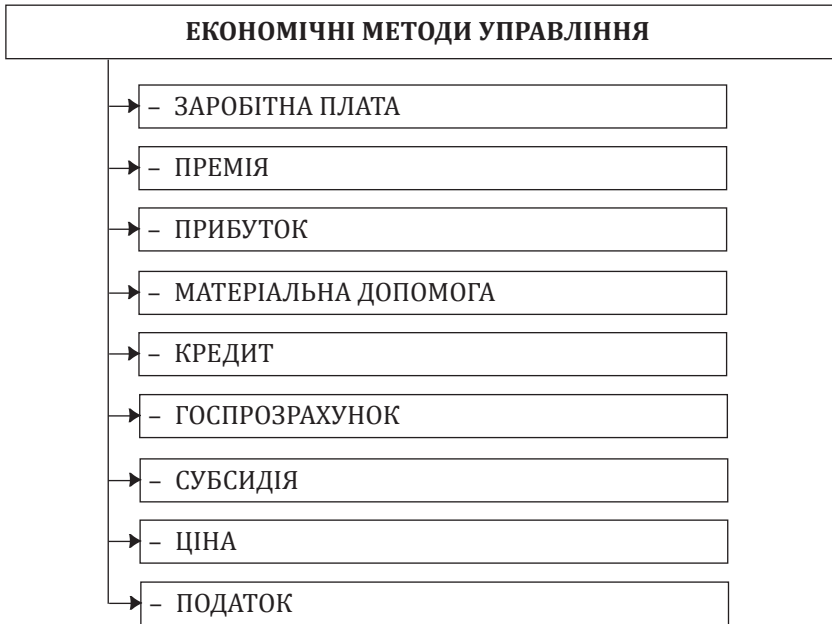 ЕКОНОМІЧНІ МЕТОДИ УПРАВЛІННЯ
– ЗАРОБІТНА ПЛАТА
– ПРЕМІЯ
– ПРИБУТОК
– МАТЕРІАЛЬНА ДОПОМОГА
– КРЕДИТ
– ГОСПРОЗРАХУНОК
– СУБСИДІЯ
– ЦІНА
– ПОДАТОК